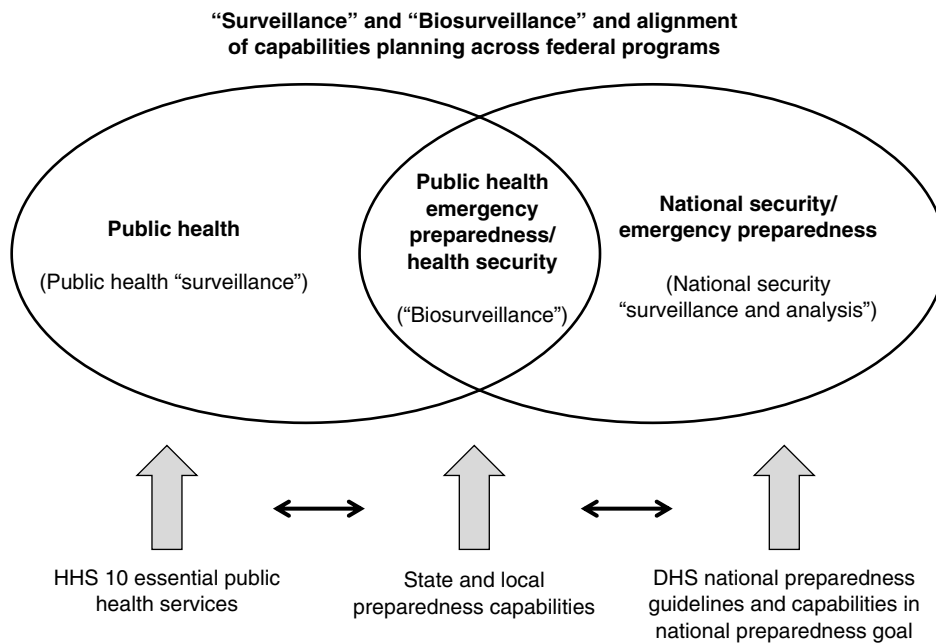 “Surveillance” and “Biosurveillance” and alignment
of capabilities planning across federal programs
Public health
(Public health “surveillance”)
Public health
emergency
preparedness/
health security
(“Biosurveillance”)
National security/
emergency preparedness
(National security
“surveillance and analysis”)
HHS 10 essential public
health services
State and local
preparedness capabilities
DHS national preparedness
guidelines and capabilities in
national preparedness goal